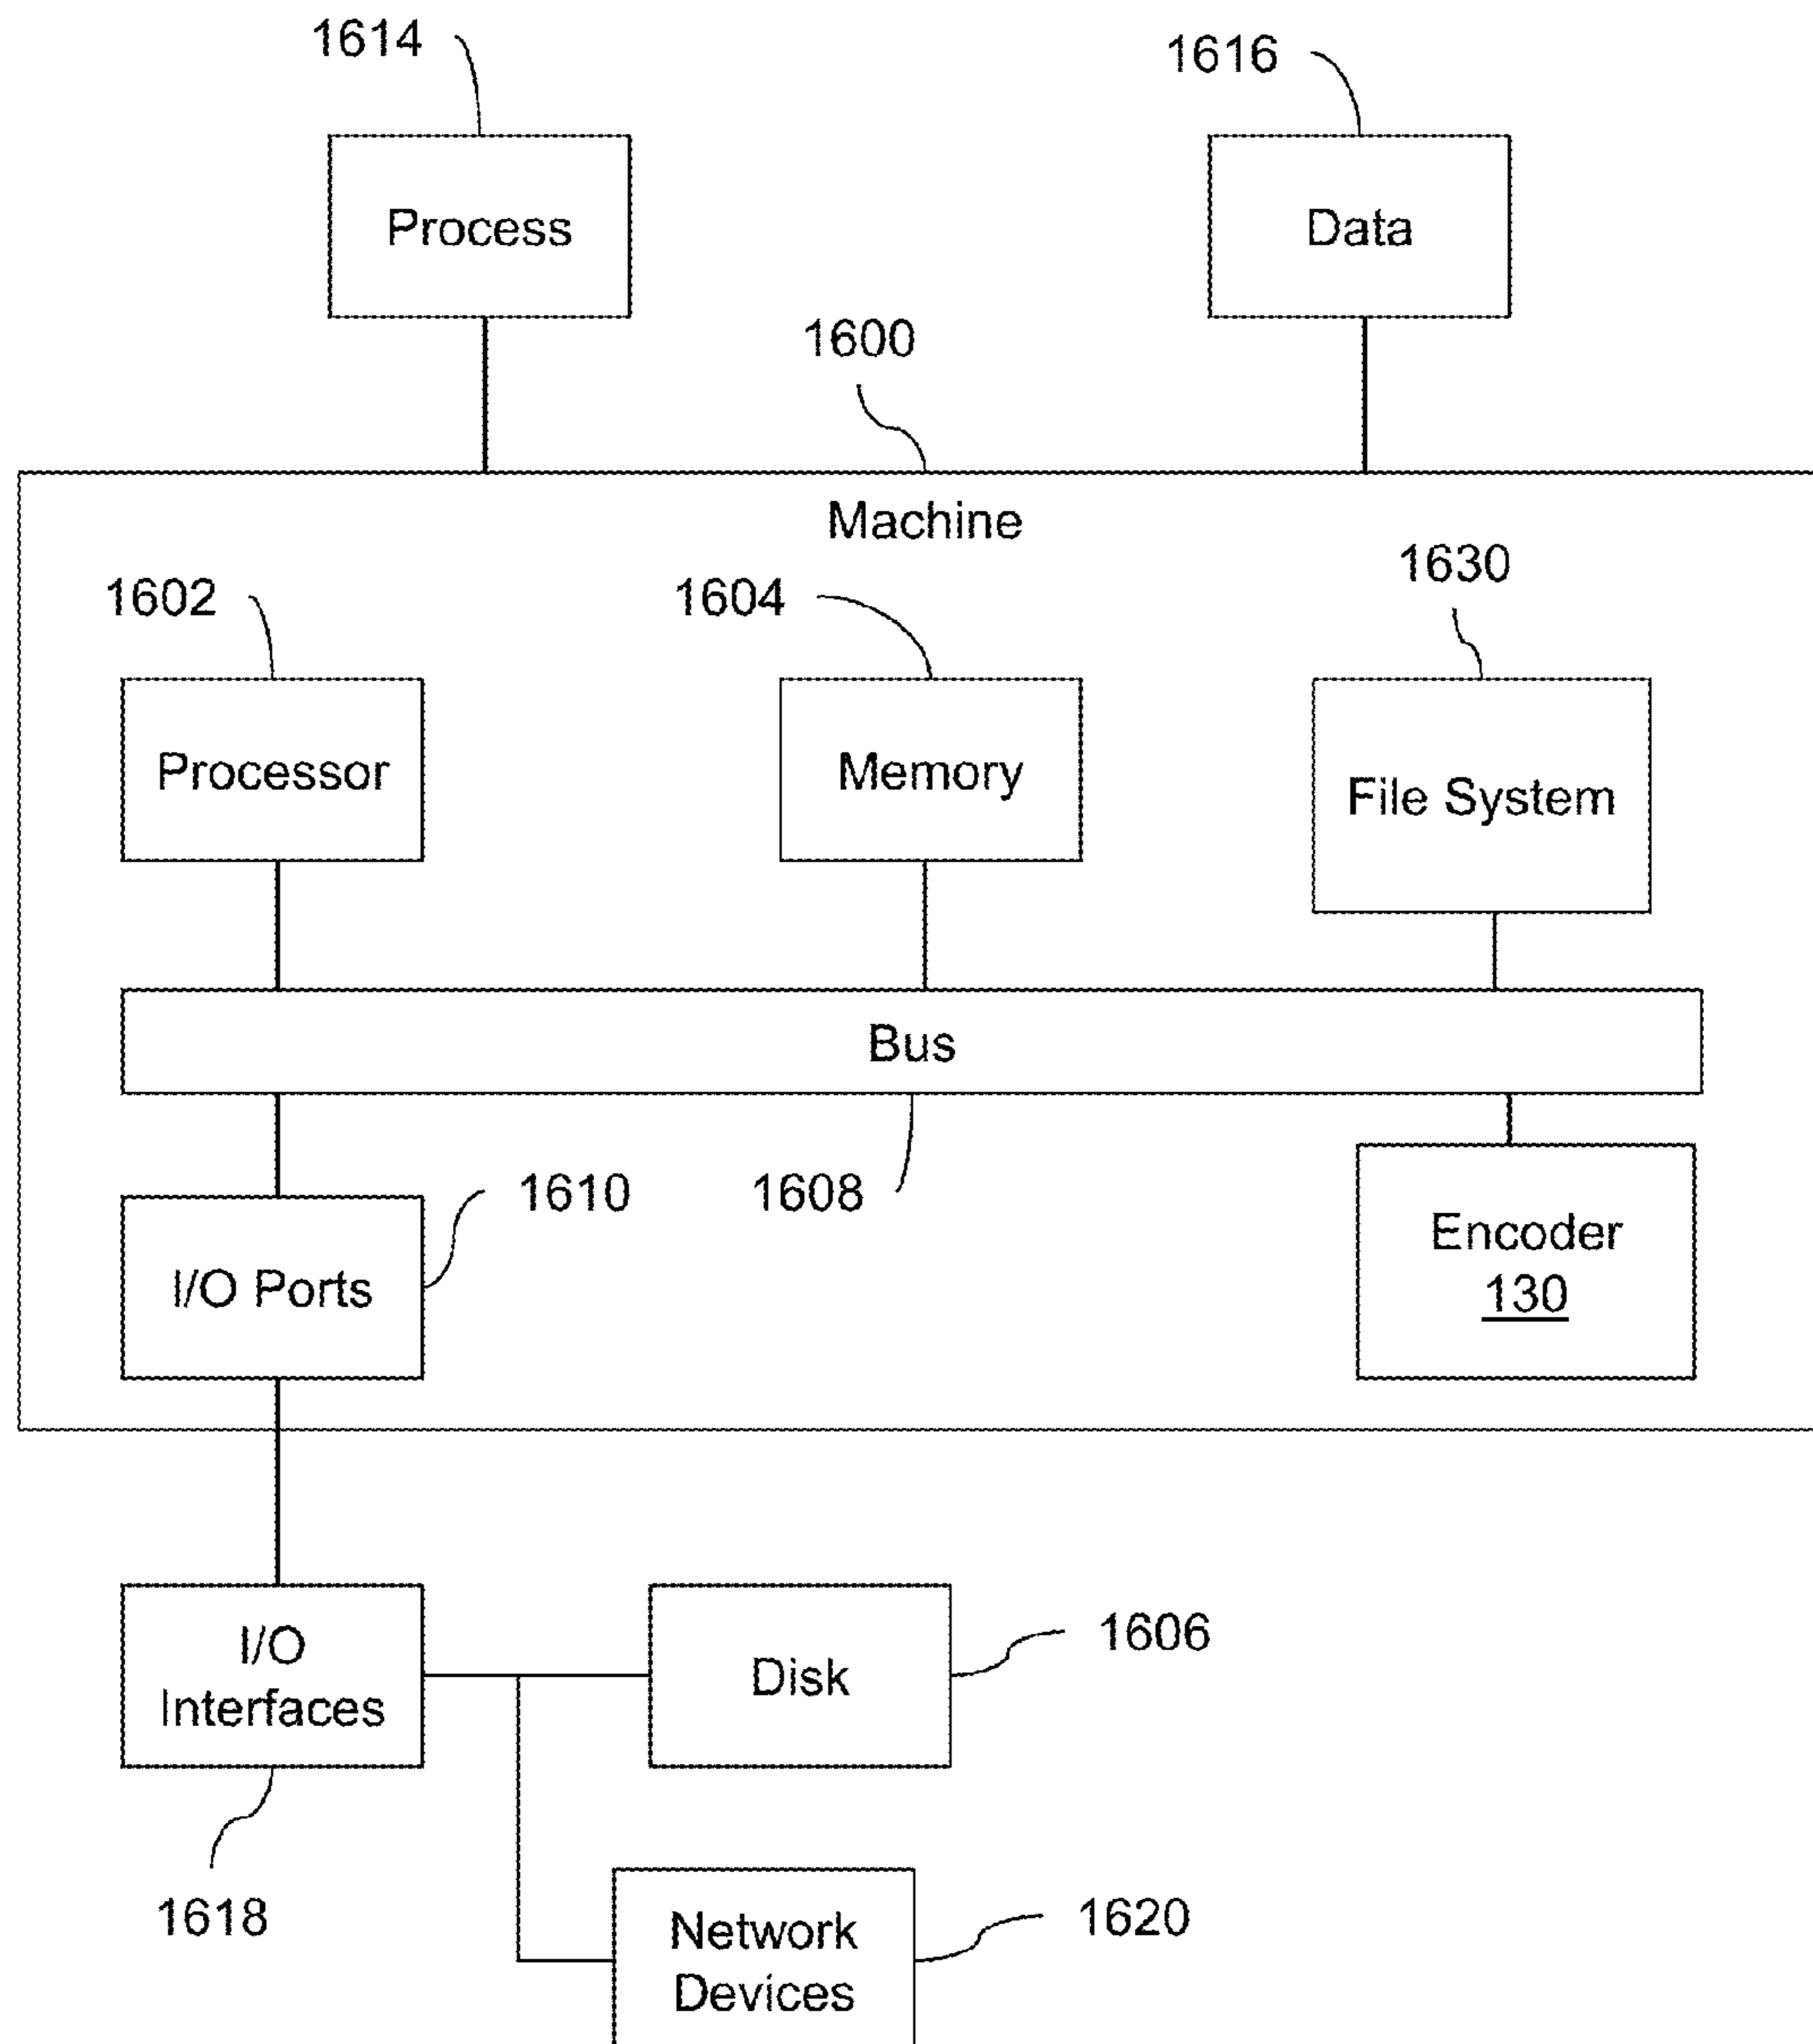 1614
1616
Process
Data
1600
Machine
1602
1604
1630
Processor
Memory
File System
Bus
1610
1608
I/O Ports
Encoder
130
I/O
Interfaces
Disk
1606
1618
Network
Devices
1620